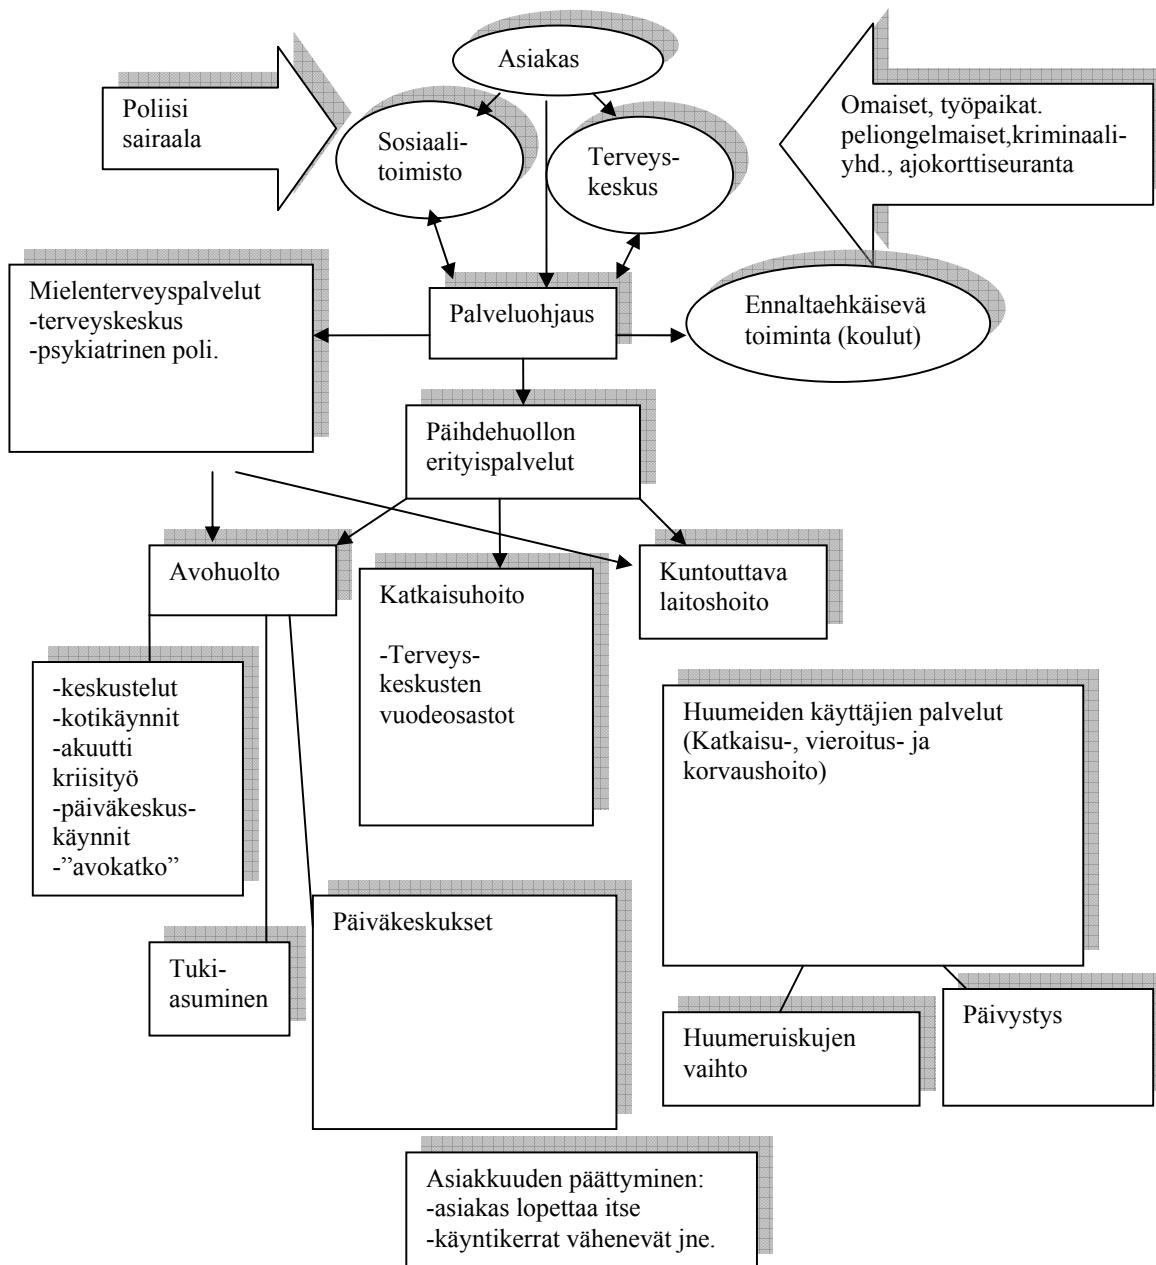 Asiakas
Poliisi
sairaala
Omaiset, työpaikat.
peliongelmaiset,kriminaali-
yhd., ajokorttiseuranta
Sosiaali-
toimisto
Terveys-
keskus
Mielenterveyspalvelut
-terveyskeskus
-psykiatrinen poli.
Palveluohjaus
Ennaltaehkäisevä
toiminta (koulut)
Päihdehuollon
erityispalvelut
Avohuolto
Katkaisuhoito
-Terveys-
keskusten
vuodeosastot
Kuntouttava
laitoshoito
-keskustelut
-kotikäynnit
-akuutti
kriisityö
-päiväkeskus-
käynnit
-”avokatko”
Huumeiden käyttäjien palvelut
(Katkaisu-, vieroitus- ja
korvaushoito)
Päiväkeskukset
Tuki-
asuminen
Huumeruiskujen
vaihto
Päivystys
Asiakkuuden päättyminen:
-asiakas lopettaa itse
-käyntikerrat vähenevät jne.